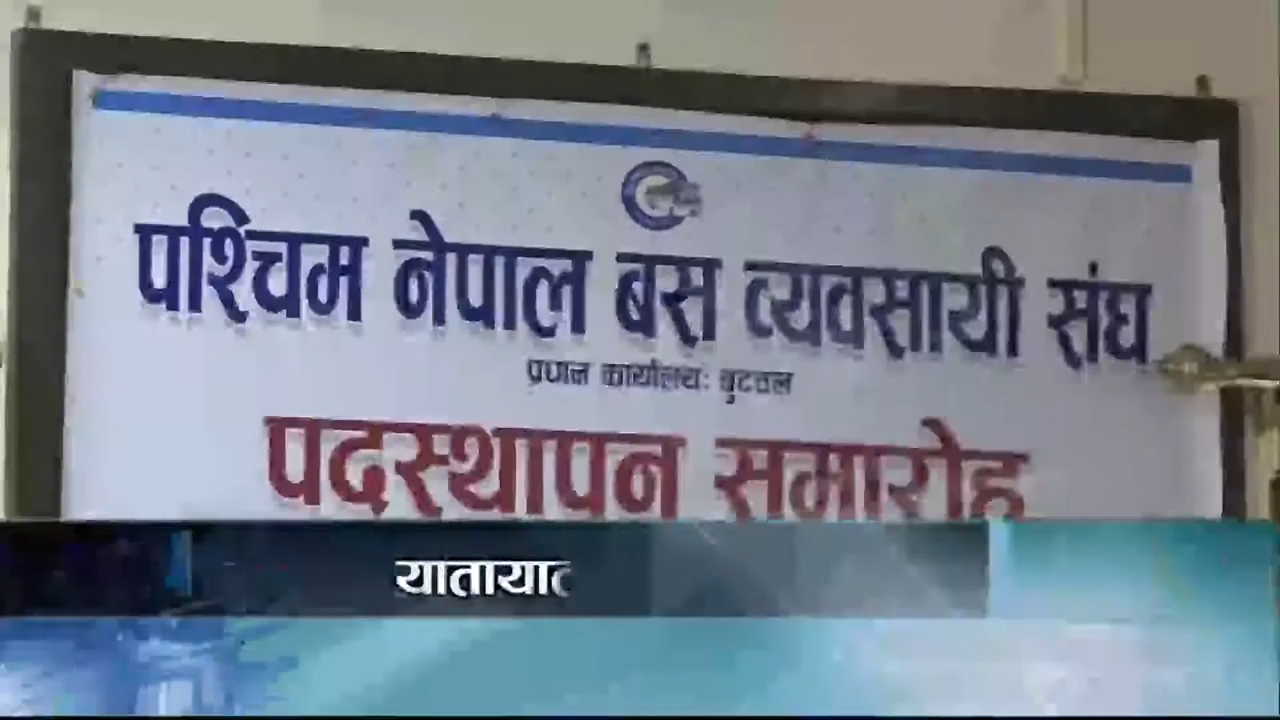 पश्चिम नेपाल बस व्यवसायी संघ
प्रधान कार्यालयः बुटवल
पदस्थापन समारोह
यातायात